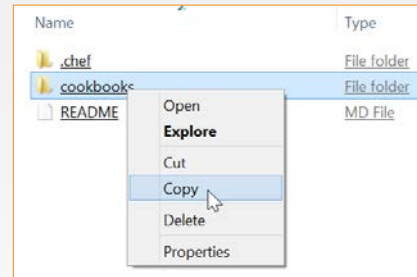 Name Type
.chef File folder
cookbooks File folder
README MD File
Open
Explore
Cut
Copy
Delete
Properties